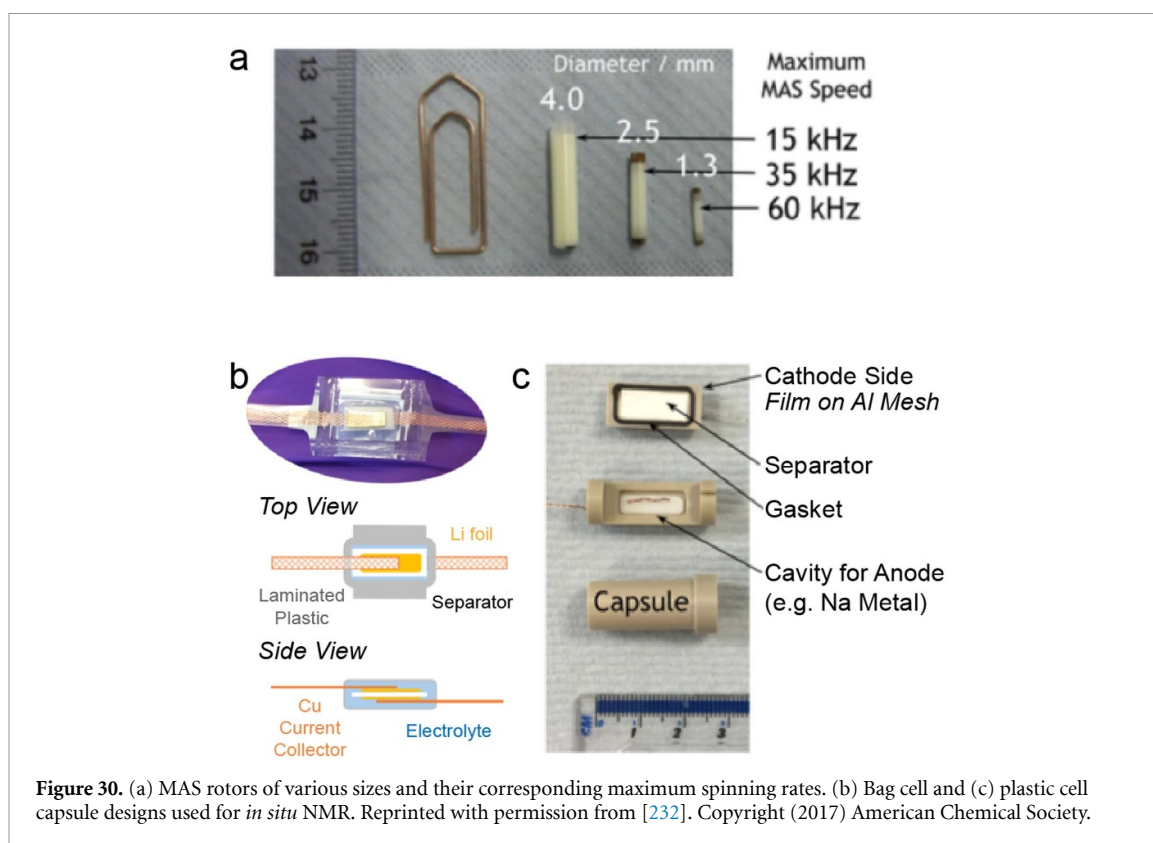 a
Diameter / mm
Maximum
MAS Speed
13
14
15
16
4.0
2.5
1.3
15 kHz
35 kHz
60 kHz
b
Top View
Li foil
Laminated
Plastic
Separator
Side View
Cu
Current
Collector
Electrolyte
c
Cathode Side
Film on Al Mesh
Separator
Gasket
Cavity for Anode
(e.g. Na Metal)
Capsule
CM
1
2
3
Figure 30. (a) MAS rotors of various sizes and their corresponding maximum spinning rates. (b) Bag cell and (c) plastic cell
capsule designs used for in situ NMR. Reprinted with permission from [232]. Copyright (2017) American Chemical Society.